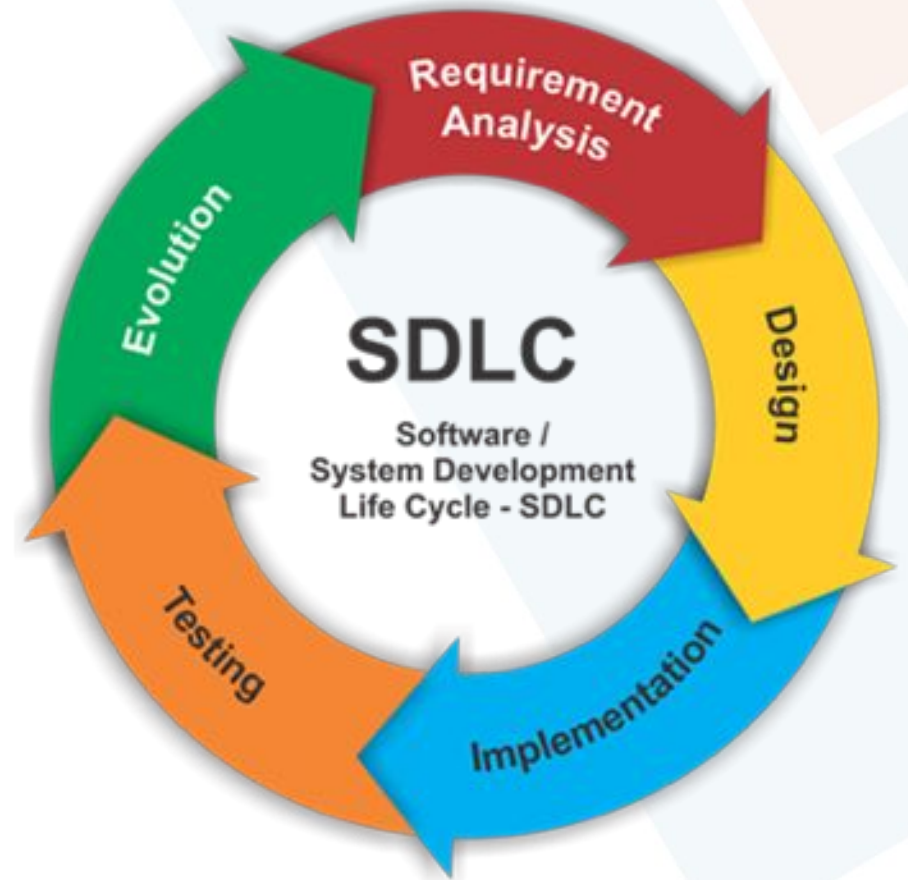 Requirement
Analysis
Design
Implementation
Testing
Evolution
SDLC
Software /
System Development
Life Cycle - SDLC